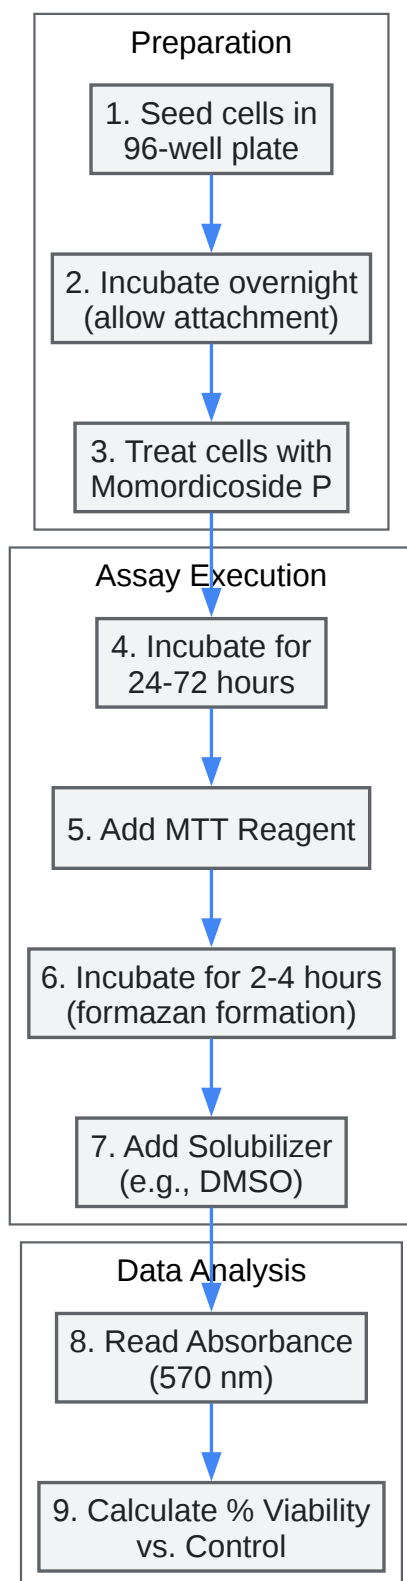 Preparation
1. Seed cells in
96-well plate
2. Incubate overnight
(allow attachment)
3. Treat cells with
Momordicoside P
Assay Execution
4. Incubate for
24-72 hours
5. Add MTT Reagent
6. Incubate for 2-4 hours
(formazan formation)
7. Add Solubilizer
(e.g., DMSO)
Data Analysis
8. Read Absorbance
(570 nm)
9. Calculate % Viability
vs. Control